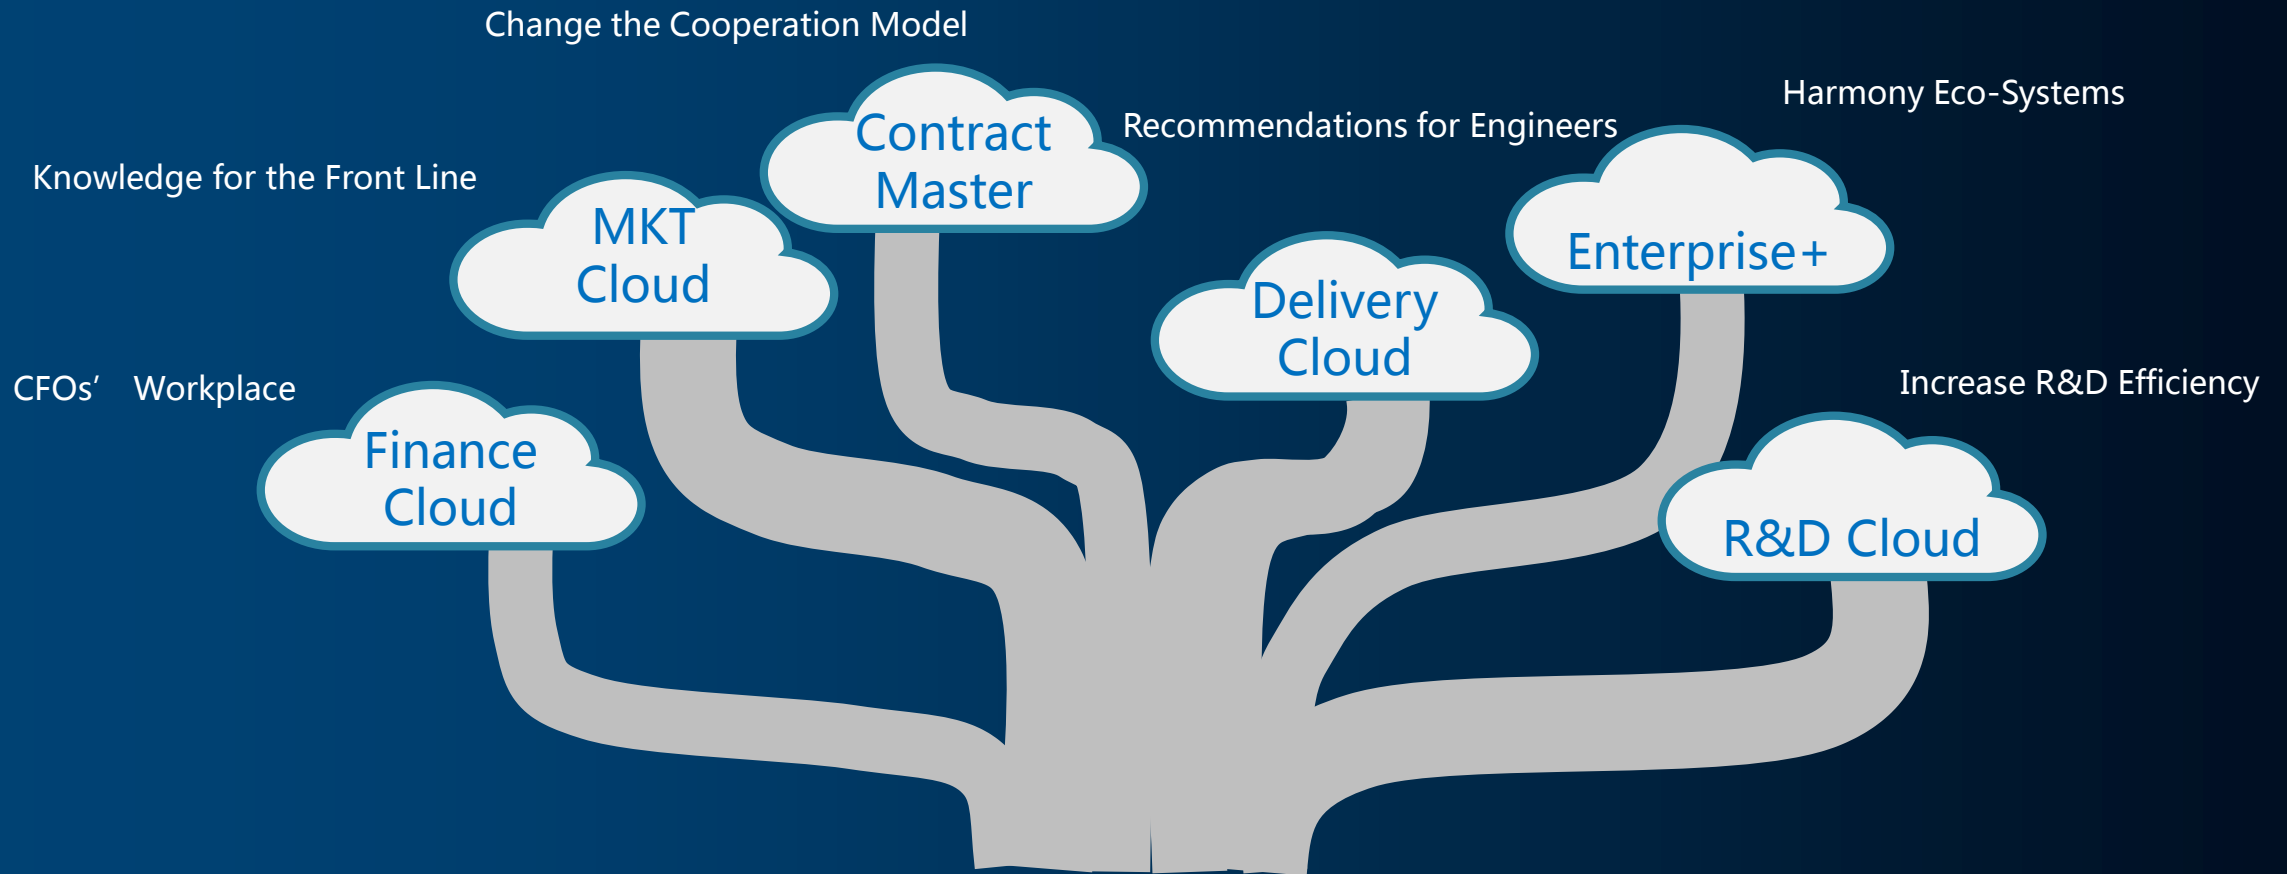 Change the Cooperation Model
Contract
Master
Harmony Eco-Systems
Recommendations for Engineers
Enterprise+
Knowledge for the Front Line
MKT
Cloud
Delivery
Cloud
CFOs’ Workplace
Finance
Cloud
Increase R&D Efficiency
R&D Cloud